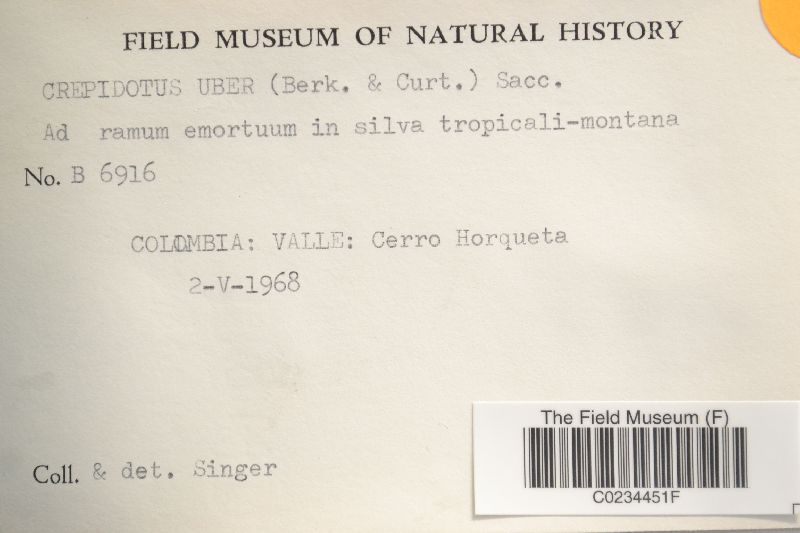 FIELD MUSEUM OF NATURAL HISTORY
CREPIDOTUS UBER (Berk. & Curt.) Sacc.
Ad ramum emortuum in silva tropicali-montana
No. B 6916
COLOMBIA: VALLE: Cerro Horqueta
2-V-1968
The Field Museum (F)
C0234451F
Coll. & det. Singer